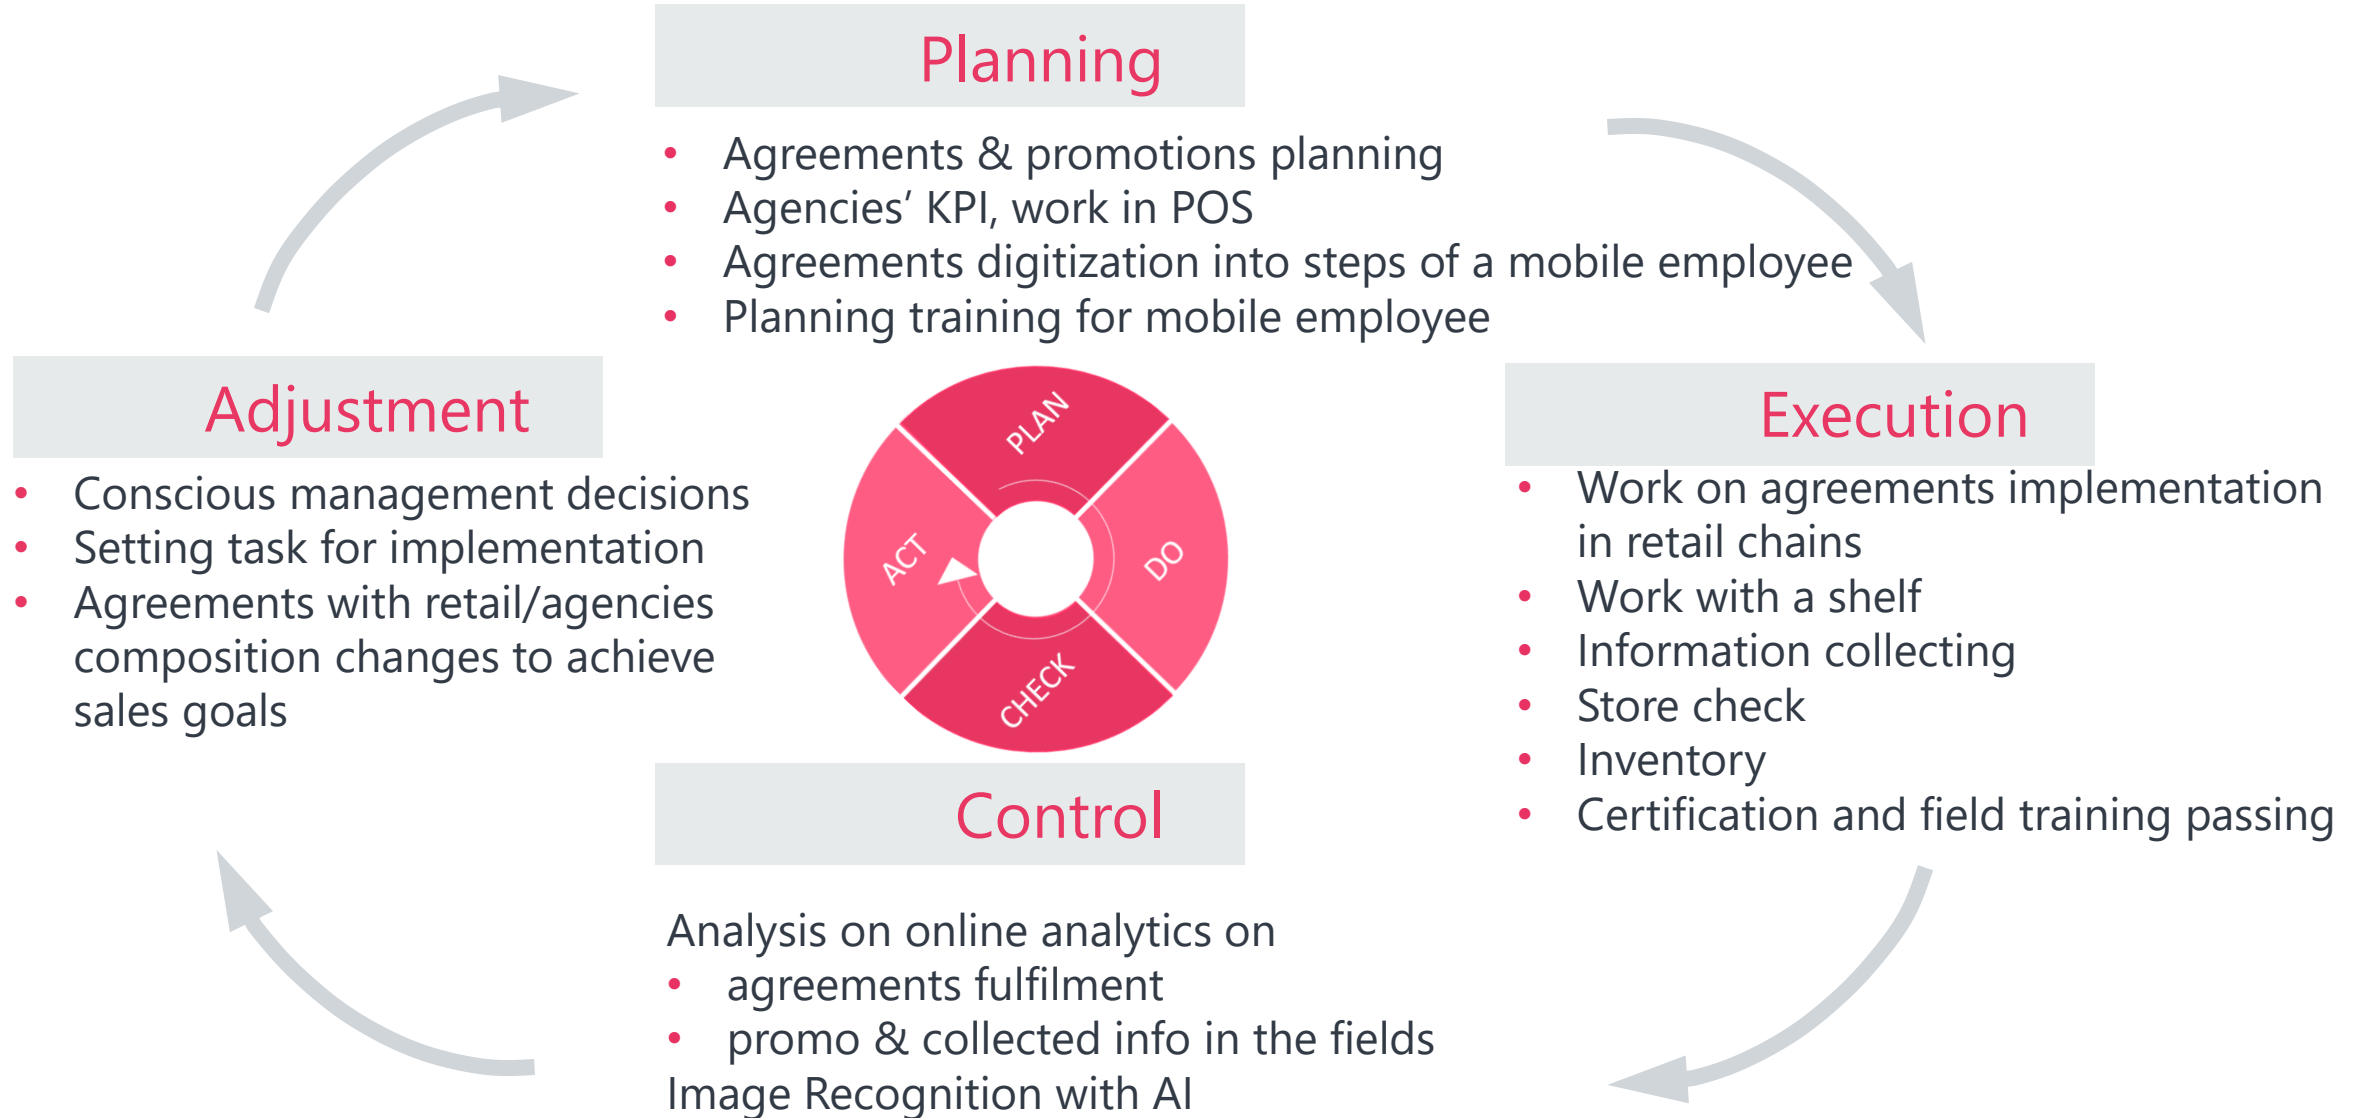 Planning
• Agreements & promotions planning
• Agencies’ KPI, work in POS
• Agreements digitization into steps of a mobile employee
• Planning training for mobile employee
Adjustment
• Conscious management decisions
• Setting task for implementation
• Agreements with retail/agencies
composition changes to achieve
sales goals
PLAN
DO
CHECK
ACT
Execution
• Work on agreements implementation
in retail chains
• Work with a shelf
• Information collecting
• Store check
• Inventory
• Certification and field training passing
Control
Analysis on online analytics on
• agreements fulfilment
• promo & collected info in the fields
Image Recognition with AI